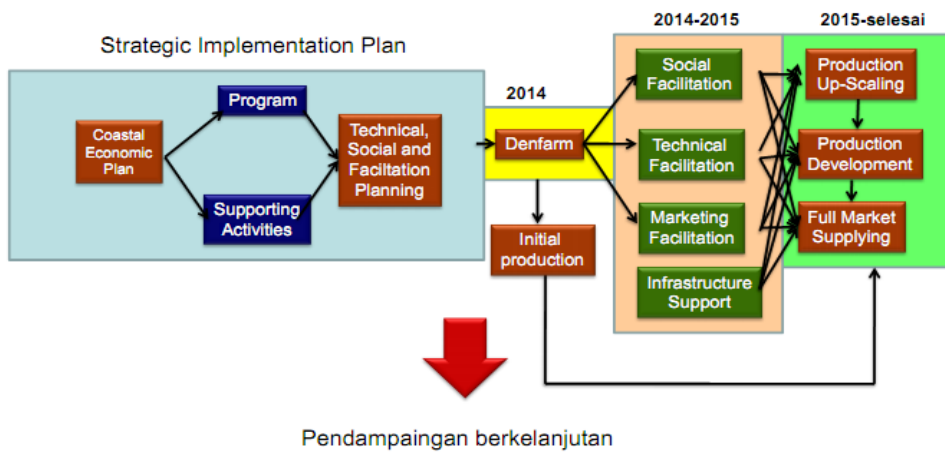 Strategic Implementation Plan
2014
2014-2015
2015-selesai
Coastal
Economic
Plan
Program
Supporting
Activities
Technical,
Social and
Faciltation
Planning
Denfarm
Initial
production
Social
Facilitation
Technical
Facilitation
Marketing
Facilitation
Infrastructure
Support
Production
Up-Scaling
Production
Development
Full Market
Supplying
Pendampaingan berkelanjutan